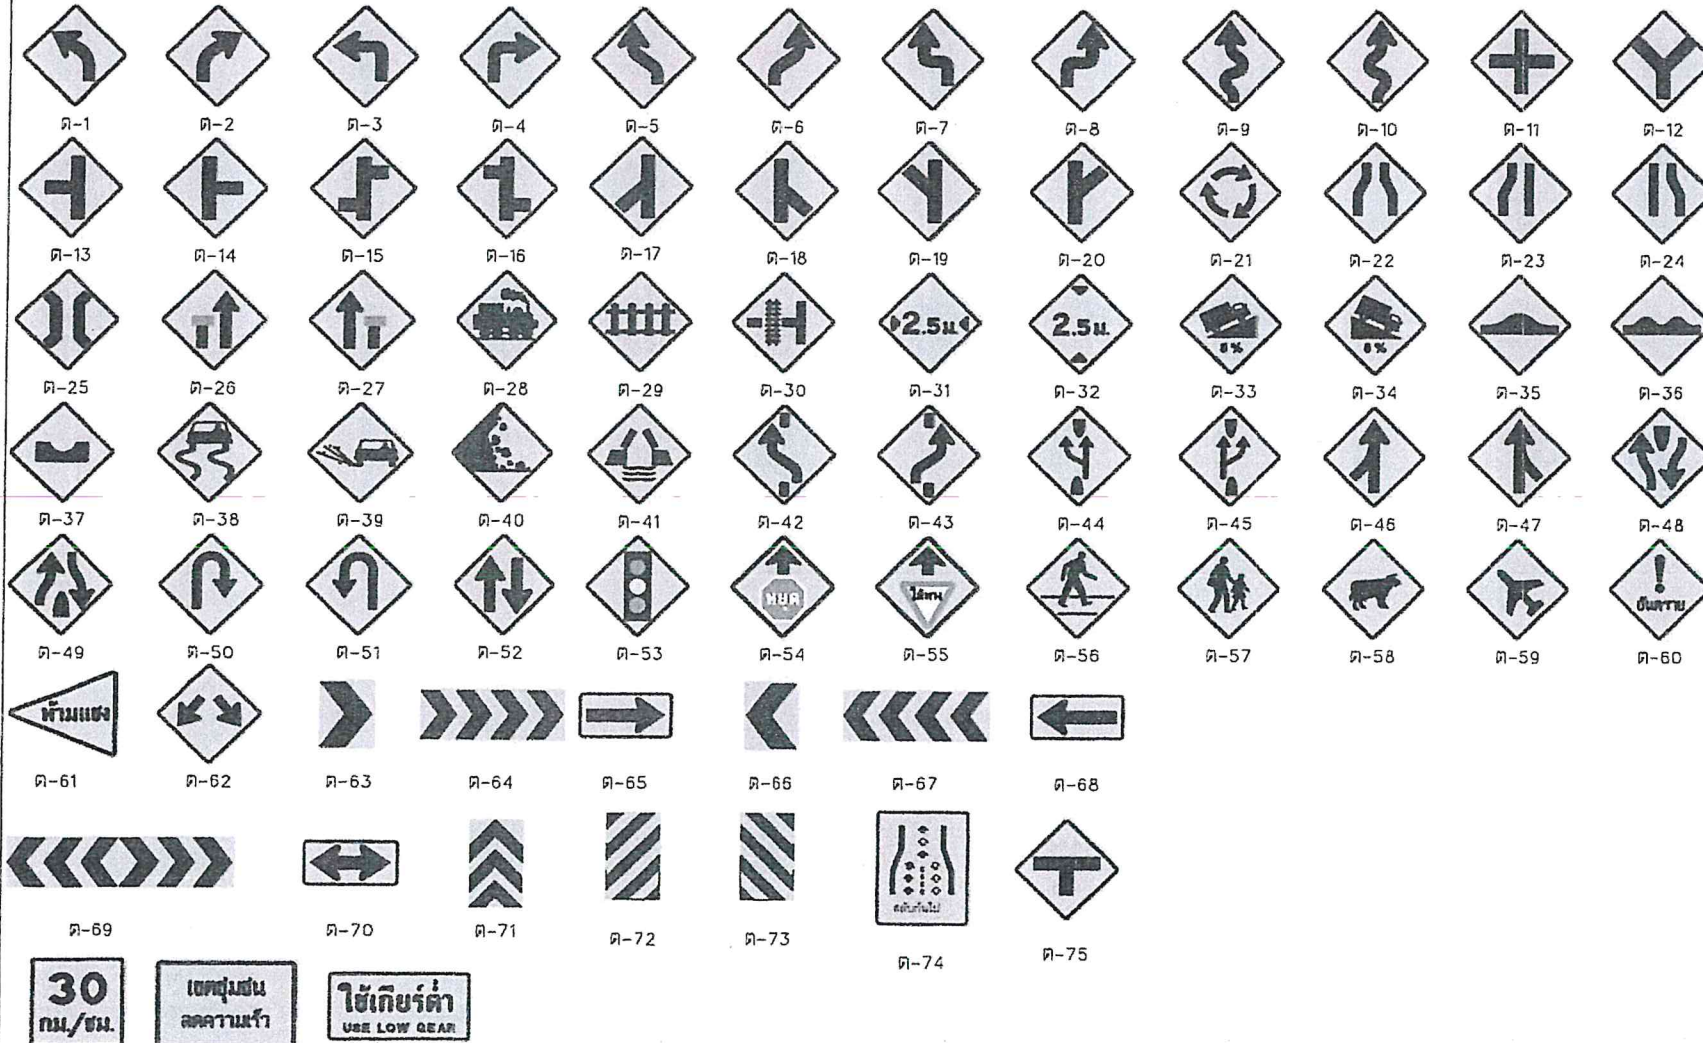 ต-1 ต-2 ต-3 ต-4 ต-5 ต-6 ต-7 ต-8 ต-9 ต-10 ต-11 ต-12
ต-13 ต-14 ต-15 ต-16 ต-17 ต-18 ต-19 ต-20 ต-21 ต-22 ต-23 ต-24
2.5ม. 2.5ม. 8% 8%
ต-25 ต-26 ต-27 ต-28 ต-29 ต-30 ต-31 ต-32 ต-33 ต-34 ต-35 ต-36
ต-37 ต-38 ต-39 ต-40 ต-41 ต-42 ต-43 ต-44 ต-45 ต-46 ต-47 ต-48
หยุด ให้ทาง อันตราย
ต-49 ต-50 ต-51 ต-52 ต-53 ต-54 ต-55 ต-56 ต-57 ต-58 ต-59 ต-60
ห้ามแซง
ต-61 ต-62 ต-63 ต-64 ต-65 ต-66 ต-67 ต-68
สลับกันไป
ต-69 ต-70 ต-71 ต-72 ต-73 ต-74 ต-75
30
กม./ชม.
เขตชุมชน
ลดความเร็ว
ใช้เกียร์ต่ำ
USE LOW GEAR